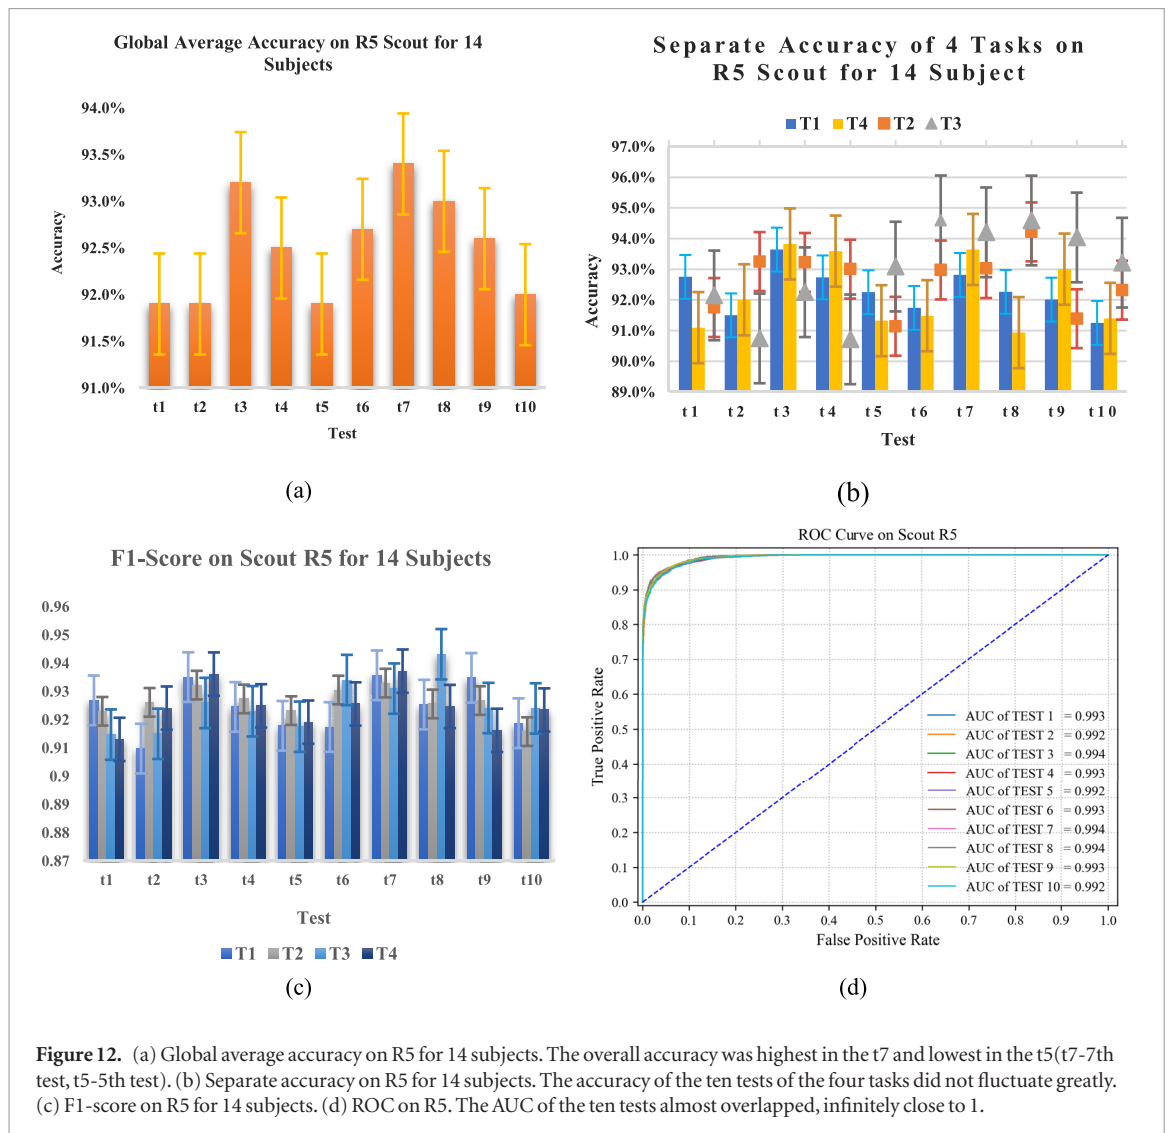 Global Average Accuracy on R5 Scout for 14
Subjects
94.0%
93.5%
93.0%
92.5%
92.0%
91.5%
91.0%
Accuracy
t1 t2 t3 t4 t5 t6 t7 t8 t9 t10
Test
(a)
Separate Accuracy of 4 Tasks on
R5 Scout for 14 Subject
T1 T4 T2 T3
97.0%
96.0%
95.0%
94.0%
93.0%
92.0%
91.0%
90.0%
89.0%
Accuracy
t1 t2 t3 t4 t5 t6 t7 t8 t9 t10
Test
(b)
F1-Score on Scout R5 for 14 Subjects
0.96
0.95
0.94
0.93
0.92
0.91
0.9
0.89
0.88
0.87
t1 t2 t3 t4 t5 t6 t7 t8 t9 t10
Test
T1 T2 T3 T4
(c)
ROC Curve on Scout R5
1.0
0.9
0.8
0.7
0.6
0.5
0.4
0.3
0.2
0.1
0.0
True Positive Rate
AUC of TEST 1 = 0.993
AUC of TEST 2 = 0.992
AUC of TEST 3 = 0.994
AUC of TEST 4 = 0.993
AUC of TEST 5 = 0.992
AUC of TEST 6 = 0.993
AUC of TEST 7 = 0.994
AUC of TEST 8 = 0.994
AUC of TEST 9 = 0.993
AUC of TEST 10 = 0.992
0.0 0.1 0.2 0.3 0.4 0.5 0.6 0.7 0.8 0.9 1.0
False Positive Rate
(d)
Figure 12. (a) Global average accuracy on R5 for 14 subjects. The overall accuracy was highest in the t7 and lowest in the t5(t7-7th
test, t5-5th test). (b) Separate accuracy on R5 for 14 subjects. The accuracy of the ten tests of the four tasks did not fluctuate greatly.
(c) F1-score on R5 for 14 subjects. (d) ROC on R5. The AUC of the ten tests almost overlapped, infinitely close to 1.